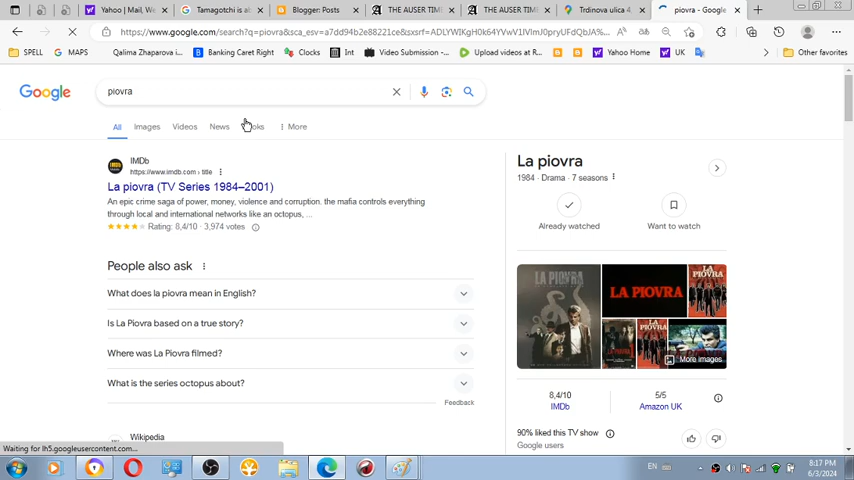 Yahoo | Mail, We
Tamagotchi is al
Blogger: Posts
THE AUSER TIM
THE AUSER TIM
Trdinova ulica 4
piovra - Google
https://www.google.com/search?q=piovra&sca_esv=a7dd94b2e88221ce&sxsrf=
SPELL
MAPS
Qalima Zhapparova i...
Banking Caret Right
Clocks
Int
Video Submission -...
Upload videos at R...
Yahoo Home
UK
Other favorites
Google
piovra
All
Images
Videos
News
More
IMDb
https://www.imdb.com › title
La piovra (TV Series 1984–2001)
An epic crime saga of power, money, violence and corruption. the mafia controls everything
through local and international networks like an octopus, ...
Rating: 8,4/10 · 3,974 votes
People also ask
What does la piovra mean in English?
Is La Piovra based on a true story?
Where was La Piovra filmed?
What is the series octopus about?
Feedback
Wikipedia
La piovra
1984 · Drama · 7 seasons
Already watched
Want to watch
LA PIOVRA
LA PIOVRA
More images
8,4/10
IMDb
5/5
Amazon UK
90% liked this TV show
Google users
Waiting for lh5.googleusercontent.com...
EN
8:17 PM
6/3/2024